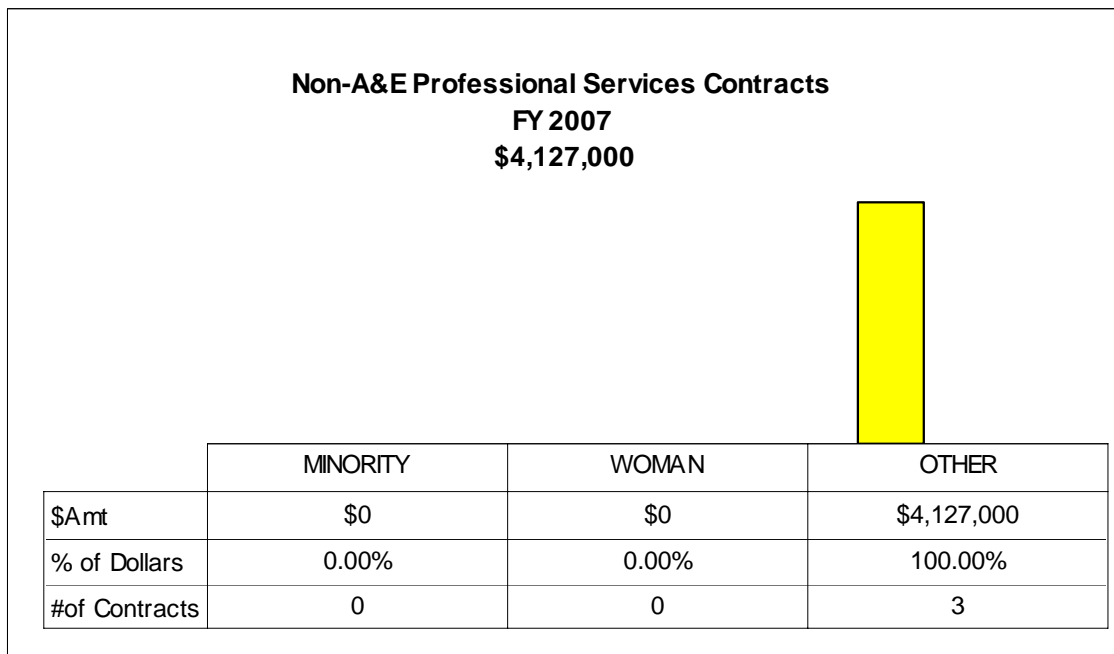 Non-A&E Professional Services Contracts
FY 2007
$4,127,000
MINORITY WOMAN OTHER
$Amt $0 $0 $4,127,000
% of Dollars 0.00% 0.00% 100.00%
#of Contracts 0 0 3